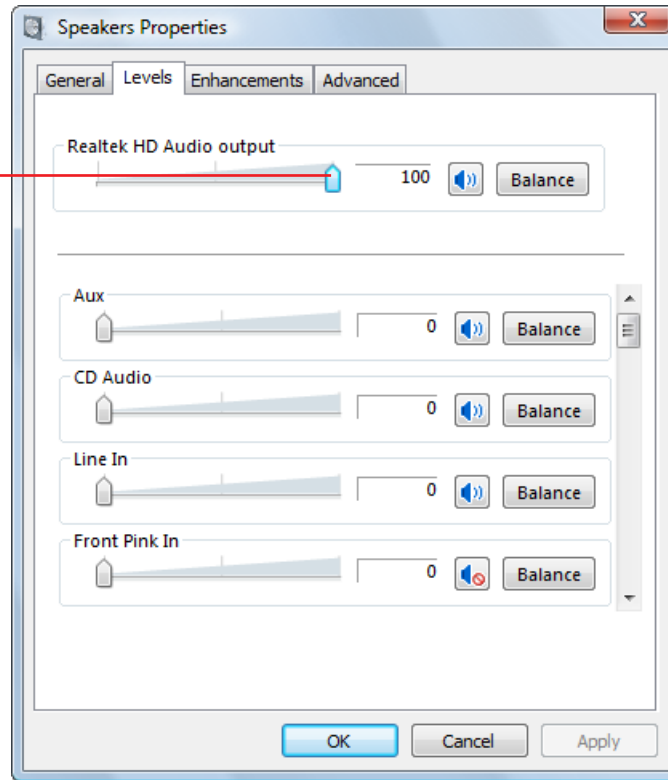 Speakers Properties
General Levels Enhancements Advanced
Realtek HD Audio output
100 Balance
Aux
0 Balance
CD Audio
0 Balance
Line In
0 Balance
Front Pink In
0 Balance
OK Cancel Apply